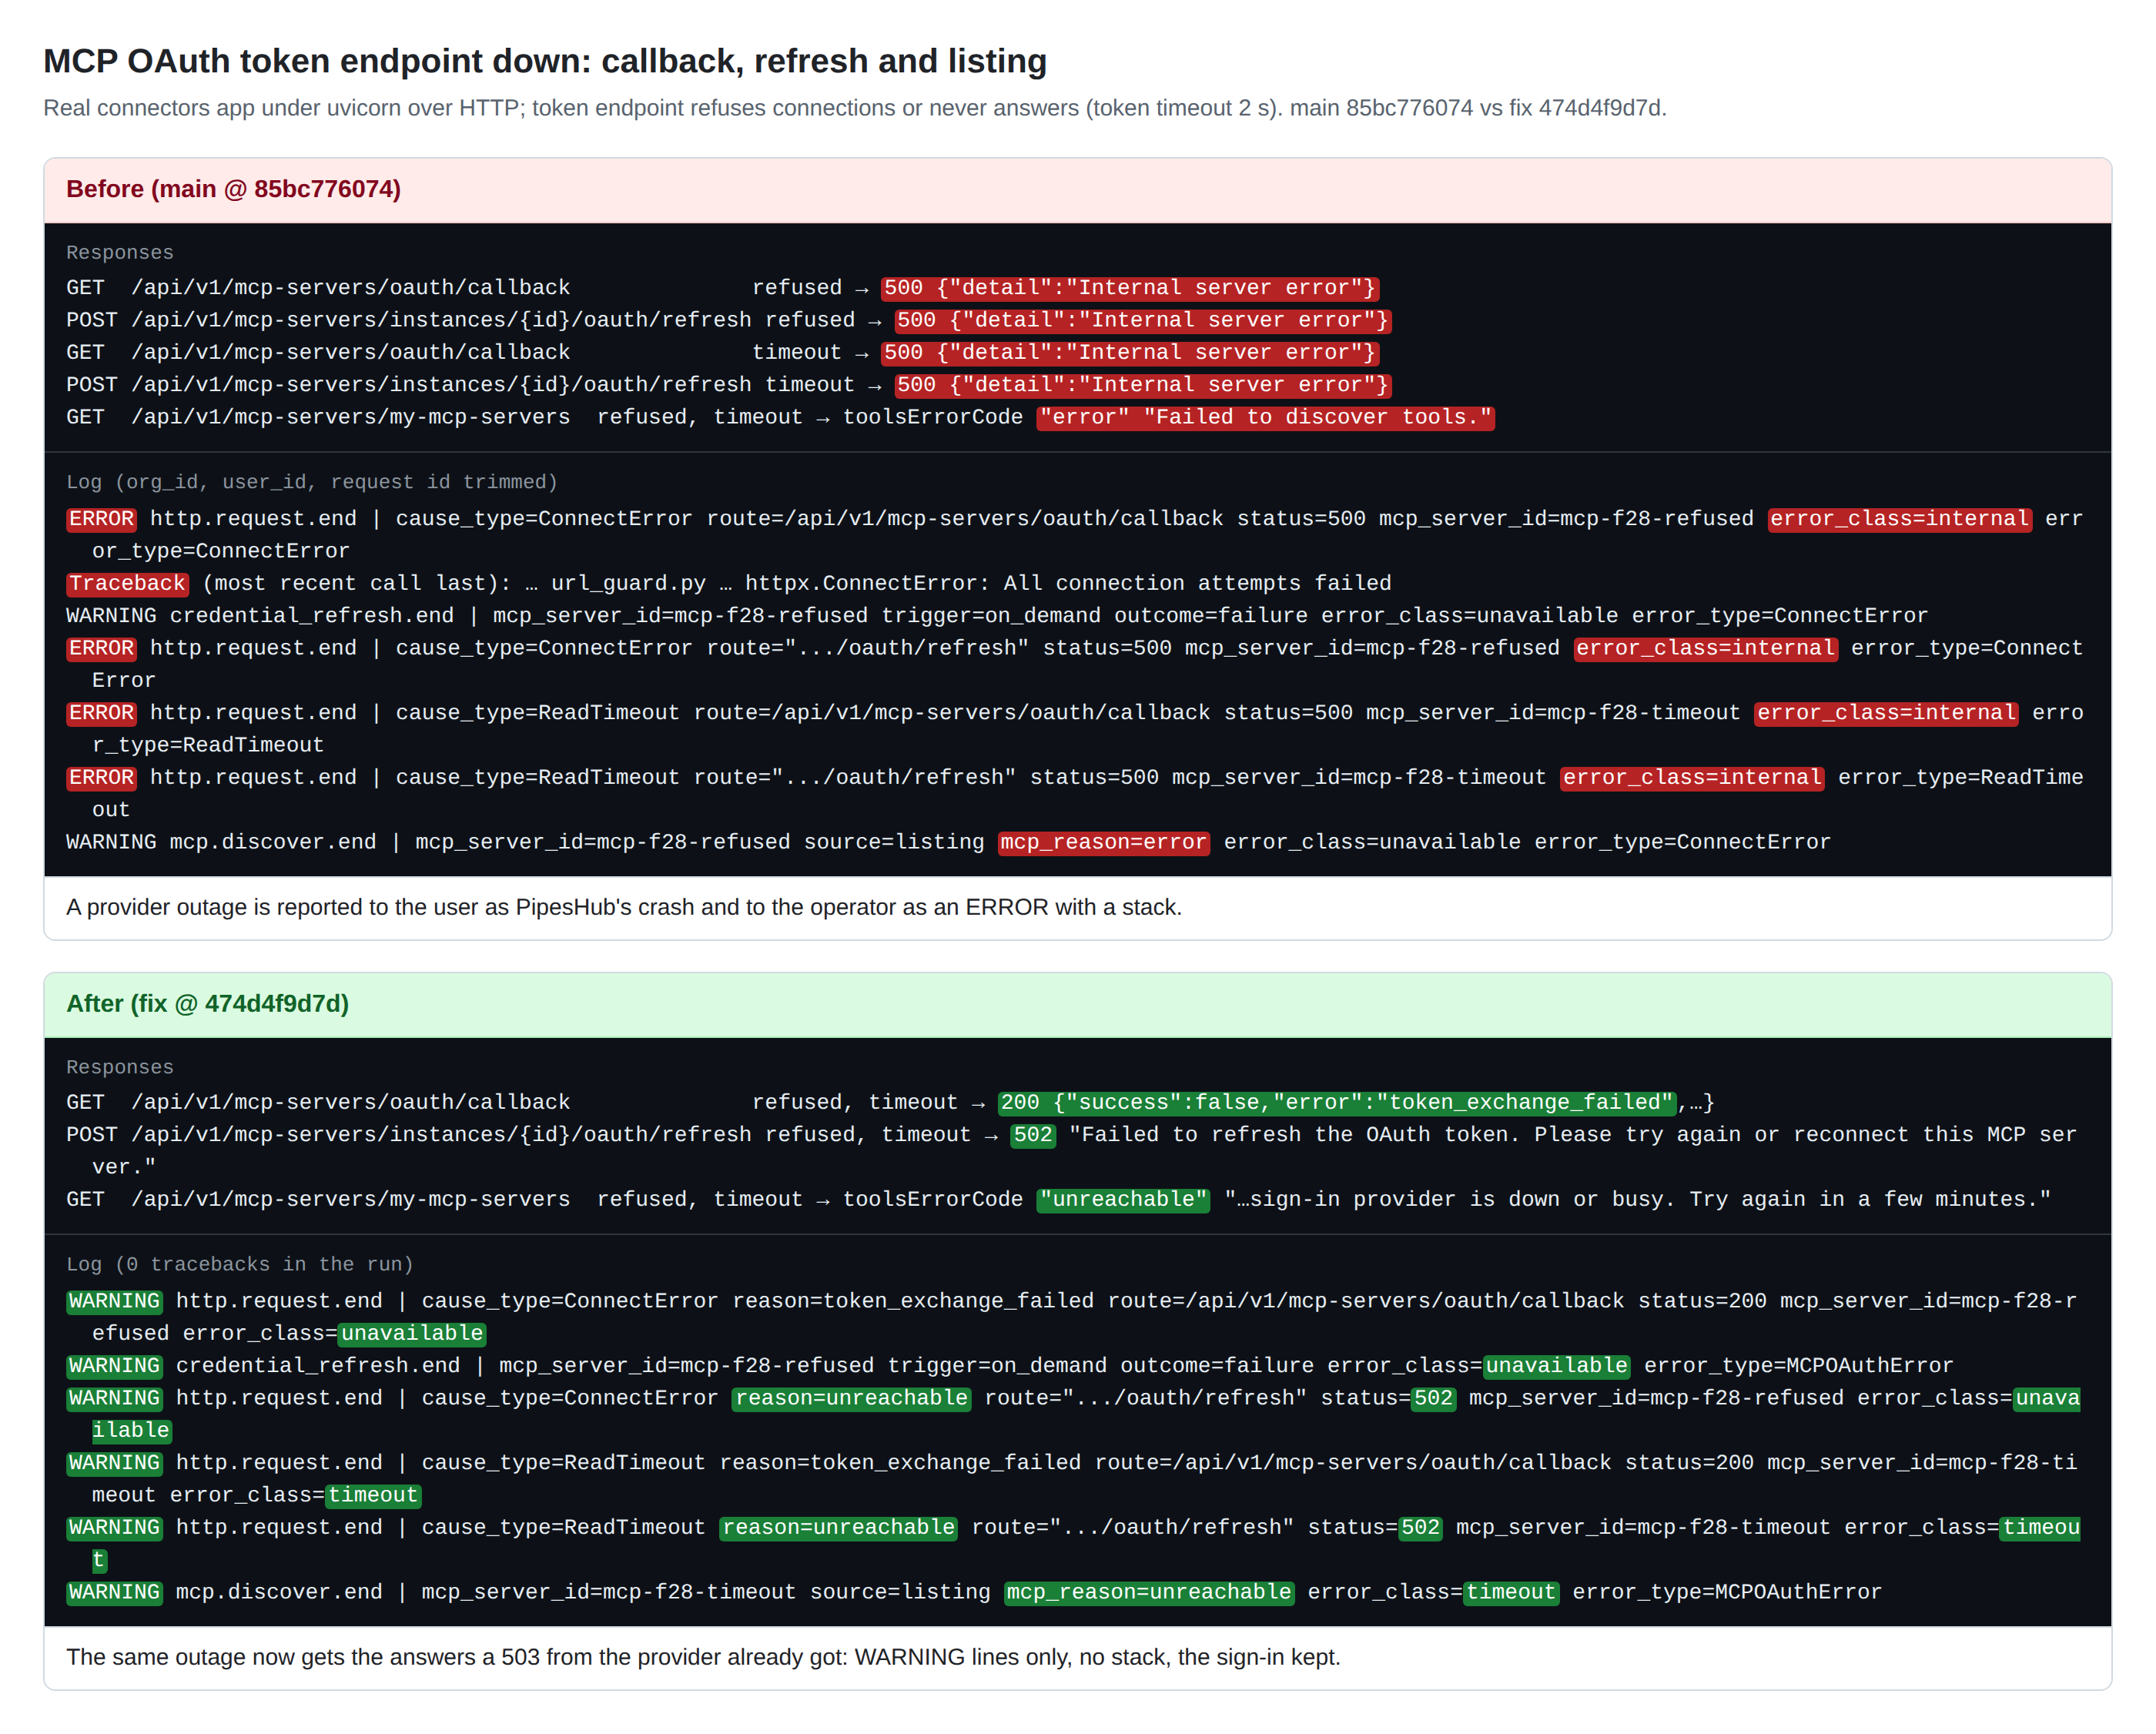 MCP OAuth token endpoint down: callback, refresh and listing
Real connectors app under uvicorn over HTTP; token endpoint refuses connections or never answers (token timeout 2 s). main 85bc776074 vs fix 474d4f9d7d.
Before (main @ 85bc776074)
Responses
GET  /api/v1/mcp-servers/oauth/callback              refused → 500 {"detail":"Internal server error"}
POST /api/v1/mcp-servers/instances/{id}/oauth/refresh refused → 500 {"detail":"Internal server error"}
GET  /api/v1/mcp-servers/oauth/callback              timeout → 500 {"detail":"Internal server error"}
POST /api/v1/mcp-servers/instances/{id}/oauth/refresh timeout → 500 {"detail":"Internal server error"}
GET  /api/v1/mcp-servers/my-mcp-servers  refused, timeout → toolsErrorCode "error" "Failed to discover tools."
Log (org_id, user_id, request id trimmed)
ERROR http.request.end | cause_type=ConnectError route=/api/v1/mcp-servers/oauth/callback status=500 mcp_server_id=mcp-f28-refused error_class=internal err
or_type=ConnectError
Traceback (most recent call last): … url_guard.py … httpx.ConnectError: All connection attempts failed
WARNING credential_refresh.end | mcp_server_id=mcp-f28-refused trigger=on_demand outcome=failure error_class=unavailable error_type=ConnectError
ERROR http.request.end | cause_type=ConnectError route=".../oauth/refresh" status=500 mcp_server_id=mcp-f28-refused error_class=internal error_type=Connect
Error
ERROR http.request.end | cause_type=ReadTimeout route=/api/v1/mcp-servers/oauth/callback status=500 mcp_server_id=mcp-f28-timeout error_class=internal erro
r_type=ReadTimeout
ERROR http.request.end | cause_type=ReadTimeout route=".../oauth/refresh" status=500 mcp_server_id=mcp-f28-timeout error_class=internal error_type=ReadTime
out
WARNING mcp.discover.end | mcp_server_id=mcp-f28-refused source=listing mcp_reason=error error_class=unavailable error_type=ConnectError
A provider outage is reported to the user as PipesHub's crash and to the operator as an ERROR with a stack.
After (fix @ 474d4f9d7d)
Responses
GET  /api/v1/mcp-servers/oauth/callback              refused, timeout → 200 {"success":false,"error":"token_exchange_failed",…}
POST /api/v1/mcp-servers/instances/{id}/oauth/refresh refused, timeout → 502 "Failed to refresh the OAuth token. Please try again or reconnect this MCP ser
ver."
GET  /api/v1/mcp-servers/my-mcp-servers  refused, timeout → toolsErrorCode "unreachable" "…sign-in provider is down or busy. Try again in a few minutes."
Log (0 tracebacks in the run)
WARNING http.request.end | cause_type=ConnectError reason=token_exchange_failed route=/api/v1/mcp-servers/oauth/callback status=200 mcp_server_id=mcp-f28-r
efused error_class=unavailable
WARNING credential_refresh.end | mcp_server_id=mcp-f28-refused trigger=on_demand outcome=failure error_class=unavailable error_type=MCPOAuthError
WARNING http.request.end | cause_type=ConnectError reason=unreachable route=".../oauth/refresh" status=502 mcp_server_id=mcp-f28-refused error_class=unava
ilable
WARNING http.request.end | cause_type=ReadTimeout reason=token_exchange_failed route=/api/v1/mcp-servers/oauth/callback status=200 mcp_server_id=mcp-f28-ti
meout error_class=timeout
WARNING http.request.end | cause_type=ReadTimeout reason=unreachable route=".../oauth/refresh" status=502 mcp_server_id=mcp-f28-timeout error_class=timeou
t
WARNING mcp.discover.end | mcp_server_id=mcp-f28-timeout source=listing mcp_reason=unreachable error_class=timeout error_type=MCPOAuthError
The same outage now gets the answers a 503 from the provider already got: WARNING lines only, no stack, the sign-in kept.